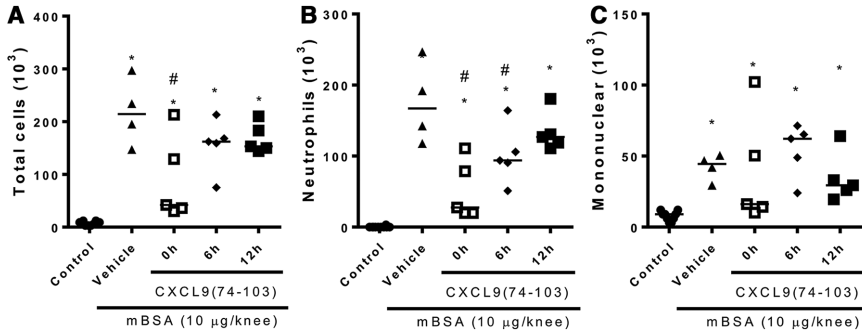 A
Total cells (10³)
400
300
200
100
0
*
*
#
*
*
Control
Vehicle
0h
6h
12h
CXCL9(74-103)
mBSA (10 µg/knee)
B
Neutrophils (10³)
300
200
100
0
*
#
*
#
*
*
Control
Vehicle
0h
6h
12h
CXCL9(74-103)
mBSA (10 µg/knee)
C
Mononuclear (10³)
150
100
50
0
*
*
*
*
Control
Vehicle
0h
6h
12h
CXCL9(74-103)
mBSA (10 µg/knee)